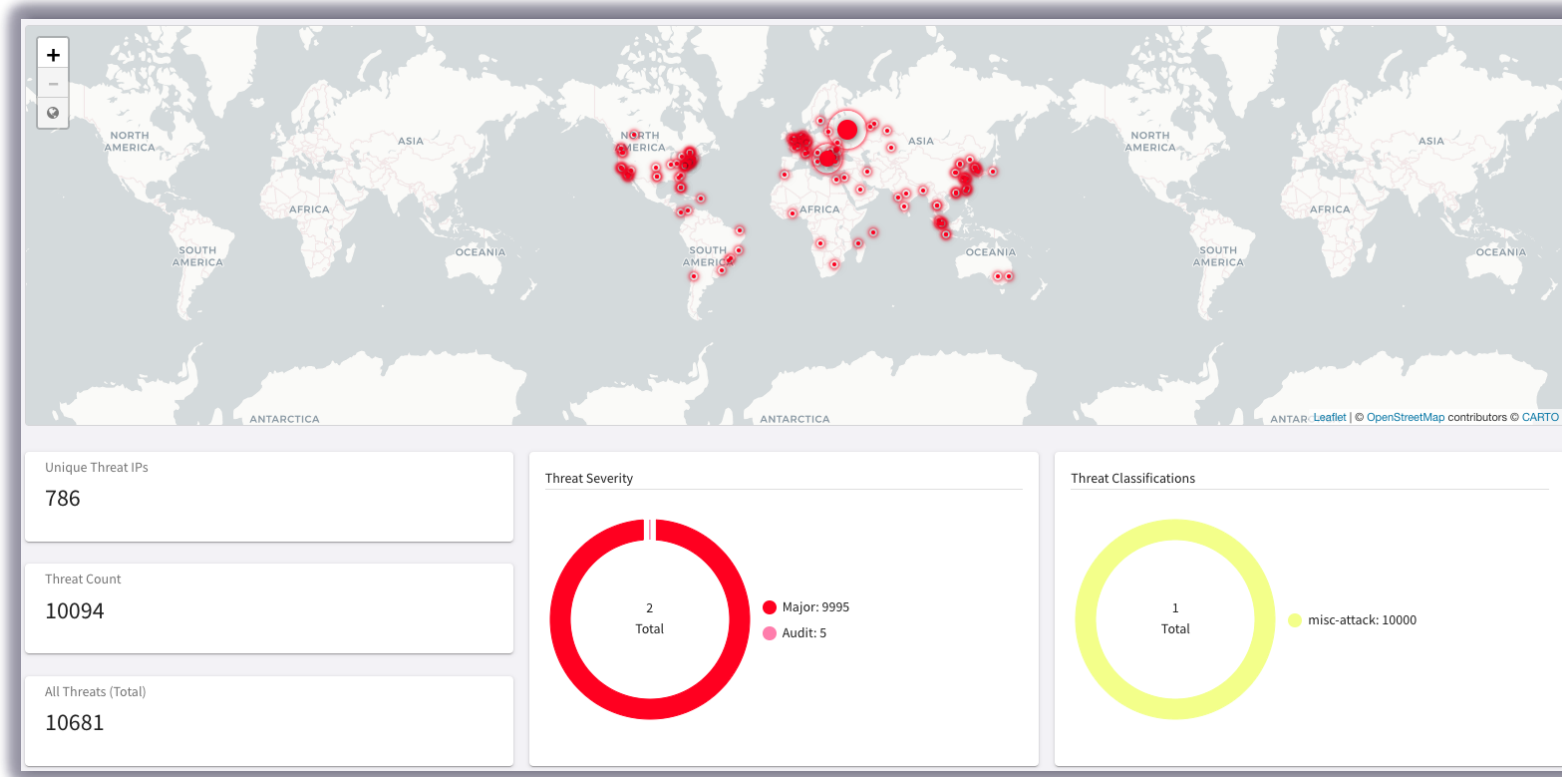 +
−
NORTH
AMERICA
ASIA
AFRICA
SOUTH
AMERICA
OCEANIA
ANTARCTICA
NORTH
AMERICA
ASIA
AFRICA
SOUTH
AMERICA
OCEANIA
ANTARCTICA
NORTH
AMERICA
ASIA
AFRICA
SOUTH
AMERICA
OCEANIA
ANTARC
Leaflet | © OpenStreetMap contributors © CARTO
Unique Threat IPs
786
Threat Count
10094
All Threats (Total)
10681
Threat Severity
2
Total
Major: 9995
Audit: 5
Threat Classifications
1
Total
misc-attack: 10000